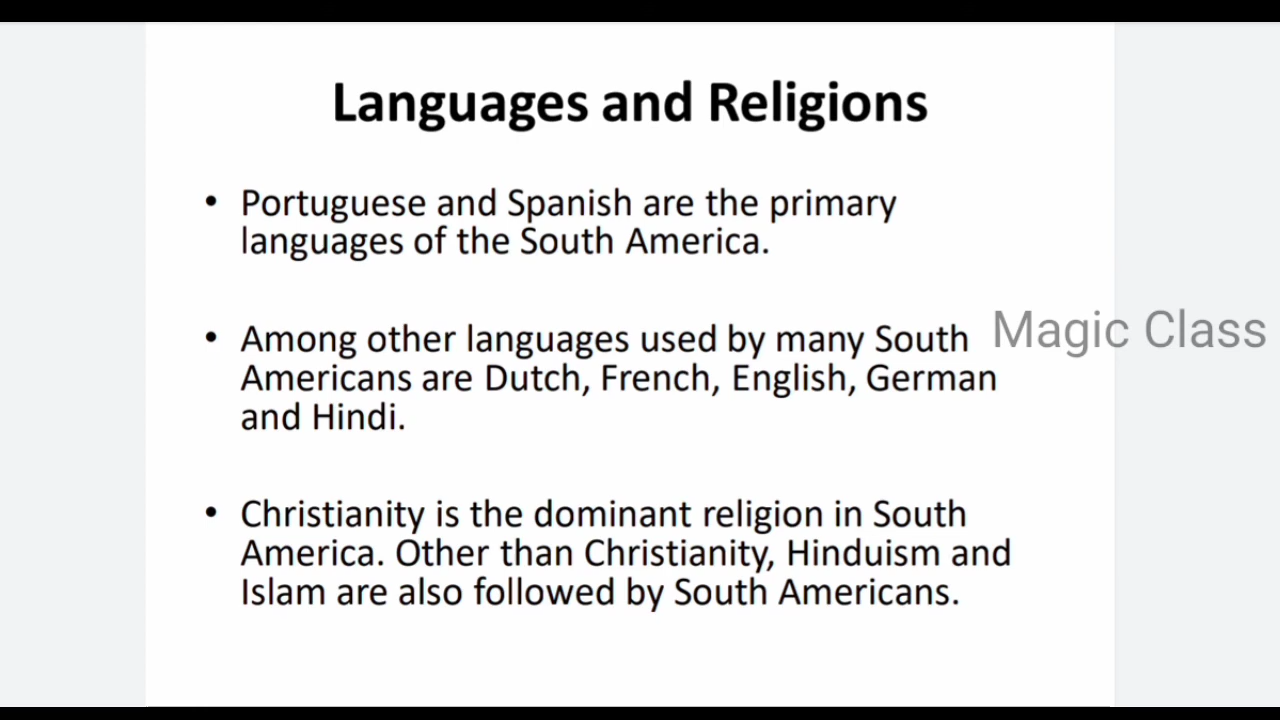 Languages and Religions
• Portuguese and Spanish are the primary
languages of the South America.
• Among other languages used by many South
Americans are Dutch, French, English, German
and Hindi.
Magic Class
• Christianity is the dominant religion in South
America. Other than Christianity, Hinduism and
Islam are also followed by South Americans.